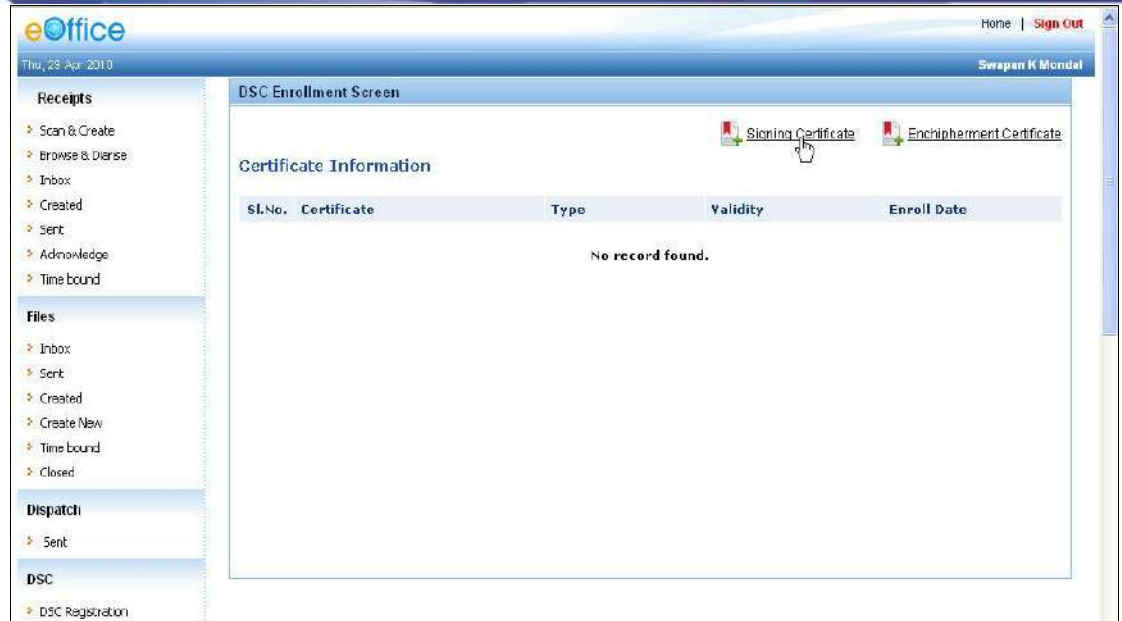 eOffice
Home | Sign Out
Thu, 29 Apr 2010
Swapan K Mondal
Receipts
Scan & Create
Browse & Diarise
Inbox
Created
Sent
Acknowledge
Time bound
Files
Inbox
Sent
Created
Create New
Time bound
Closed
Dispatch
Sent
DSC
DSC Registration
DSC Enrollment Screen
Signing Certificate
Enchipherment Certificate
Certificate Information
Sl.No. Certificate Type Validity Enroll Date
No record found.